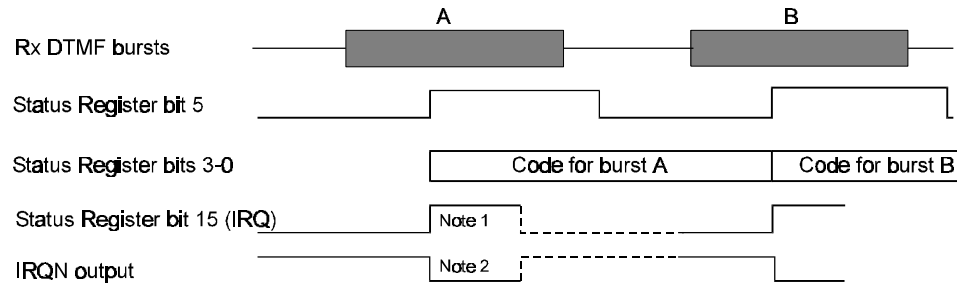 A
B
Rx DTMF bursts
Status Register bit 5
Status Register bits 3-0
Code for burst A
Code for burst B
Status Register bit 15 (IRQ)
Note 1
IRQN output
Note 2